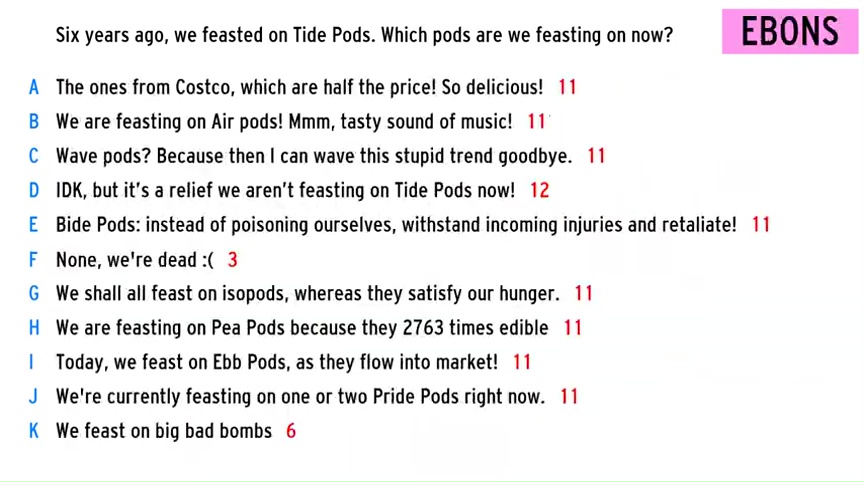 Six years ago, we feasted on Tide Pods. Which pods are we feasting on now?
EBONS
A The ones from Costco, which are half the price! So delicious! 11
B We are feasting on Air pods! Mmm, tasty sound of music! 11
C Wave pods? Because then I can wave this stupid trend goodbye. 11
D IDK, but it's a relief we aren't feasting on Tide Pods now! 12
E Bide Pods: instead of poisoning ourselves, withstand incoming injuries and retaliate! 11
F None, we're dead :( 3
G We shall all feast on isopods, whereas they satisfy our hunger. 11
H We are feasting on Pea Pods because they 2763 times edible 11
I Today, we feast on Ebb Pods, as they flow into market! 11
J We're currently feasting on one or two Pride Pods right now. 11
K We feast on big bad bombs 6